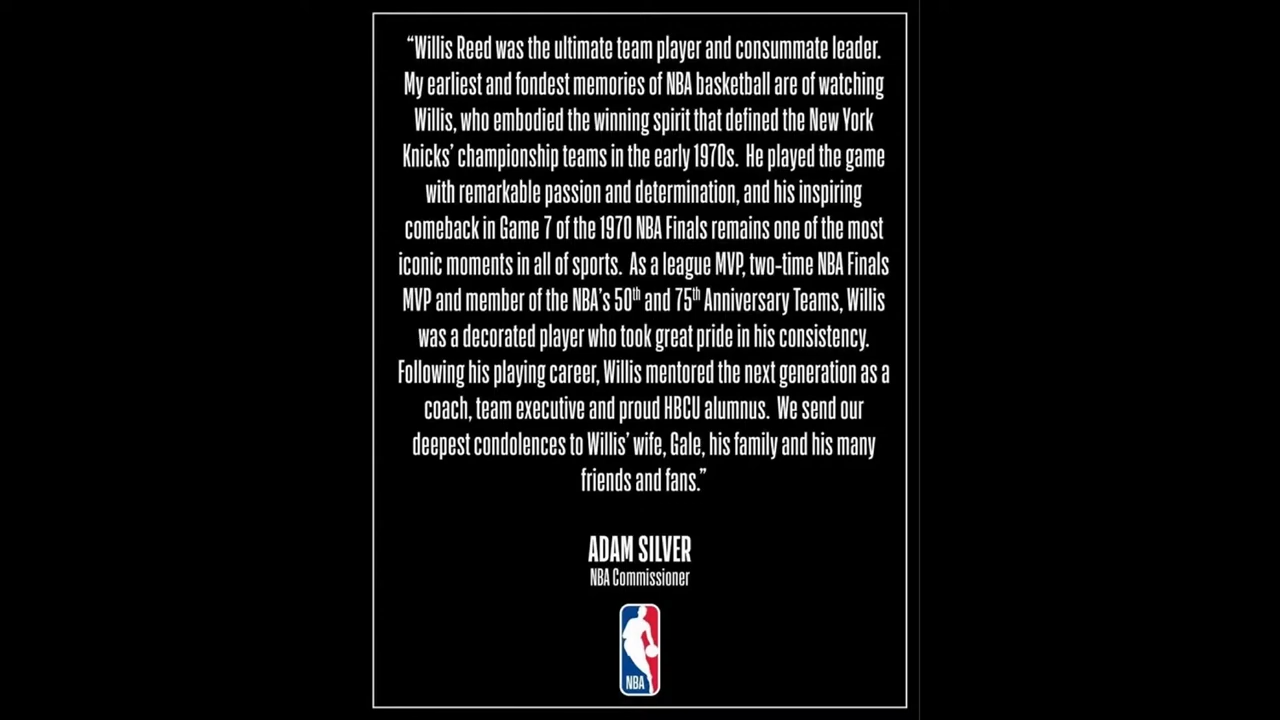 “Willis Reed was the ultimate team player and consummate leader.
My earliest and fondest memories of NBA basketball are of watching
Willis, who embodied the winning spirit that defined the New York
Knicks’ championship teams in the early 1970s. He played the game
with remarkable passion and determination, and his inspiring
comeback in Game 7 of the 1970 NBA Finals remains one of the most
iconic moments in all of sports. As a league MVP, two-time NBA Finals
MVP and member of the NBA’s 50th and 75th Anniversary Teams, Willis
was a decorated player who took great pride in his consistency.
Following his playing career, Willis mentored the next generation as a
coach, team executive and proud HBCU alumnus. We send our
deepest condolences to Willis’ wife, Gale, his family and his many
friends and fans.”
ADAM SILVER
NBA Commissioner
NBA